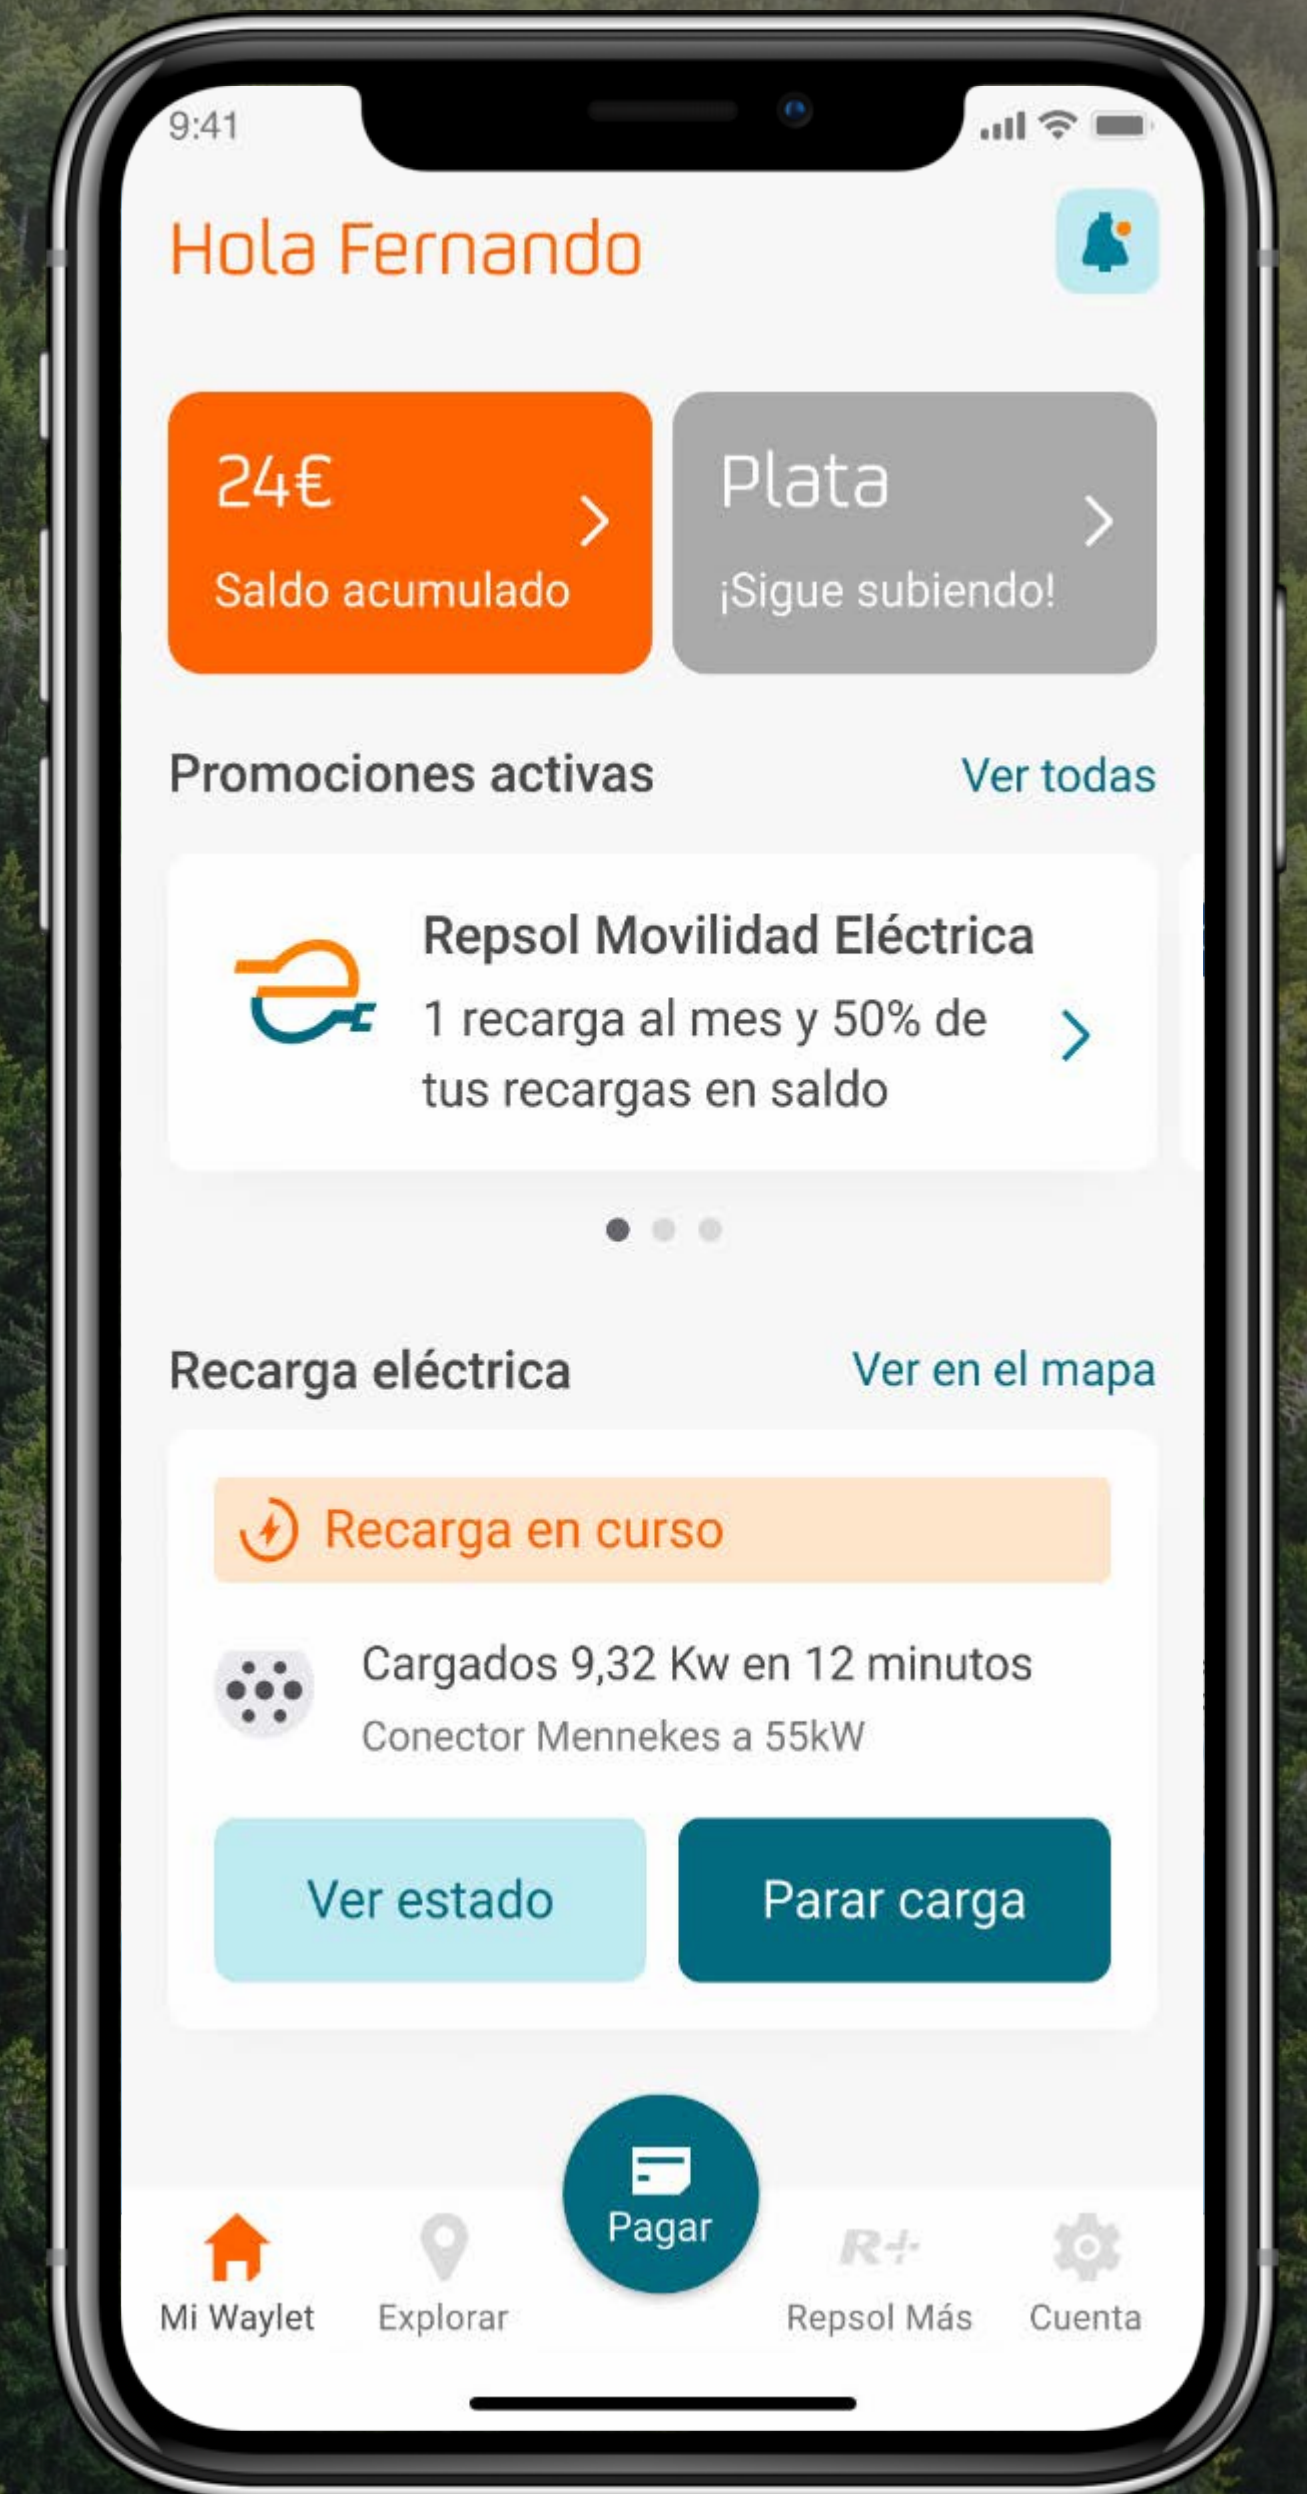 9:41
Hola Fernando
24€
Saldo acumulado
Plata
¡Sigue subiendo!
Promociones activas
Ver todas
Repsol Movilidad Eléctrica
1 recarga al mes y 50% de
tus recargas en saldo
Recarga eléctrica
Ver en el mapa
Recarga en curso
Cargados 9,32 Kw en 12 minutos
Conector Mennekes a 55kW
Ver estado
Parar carga
Pagar
Mi Waylet
Explorar
R+
Repsol Más
Cuenta